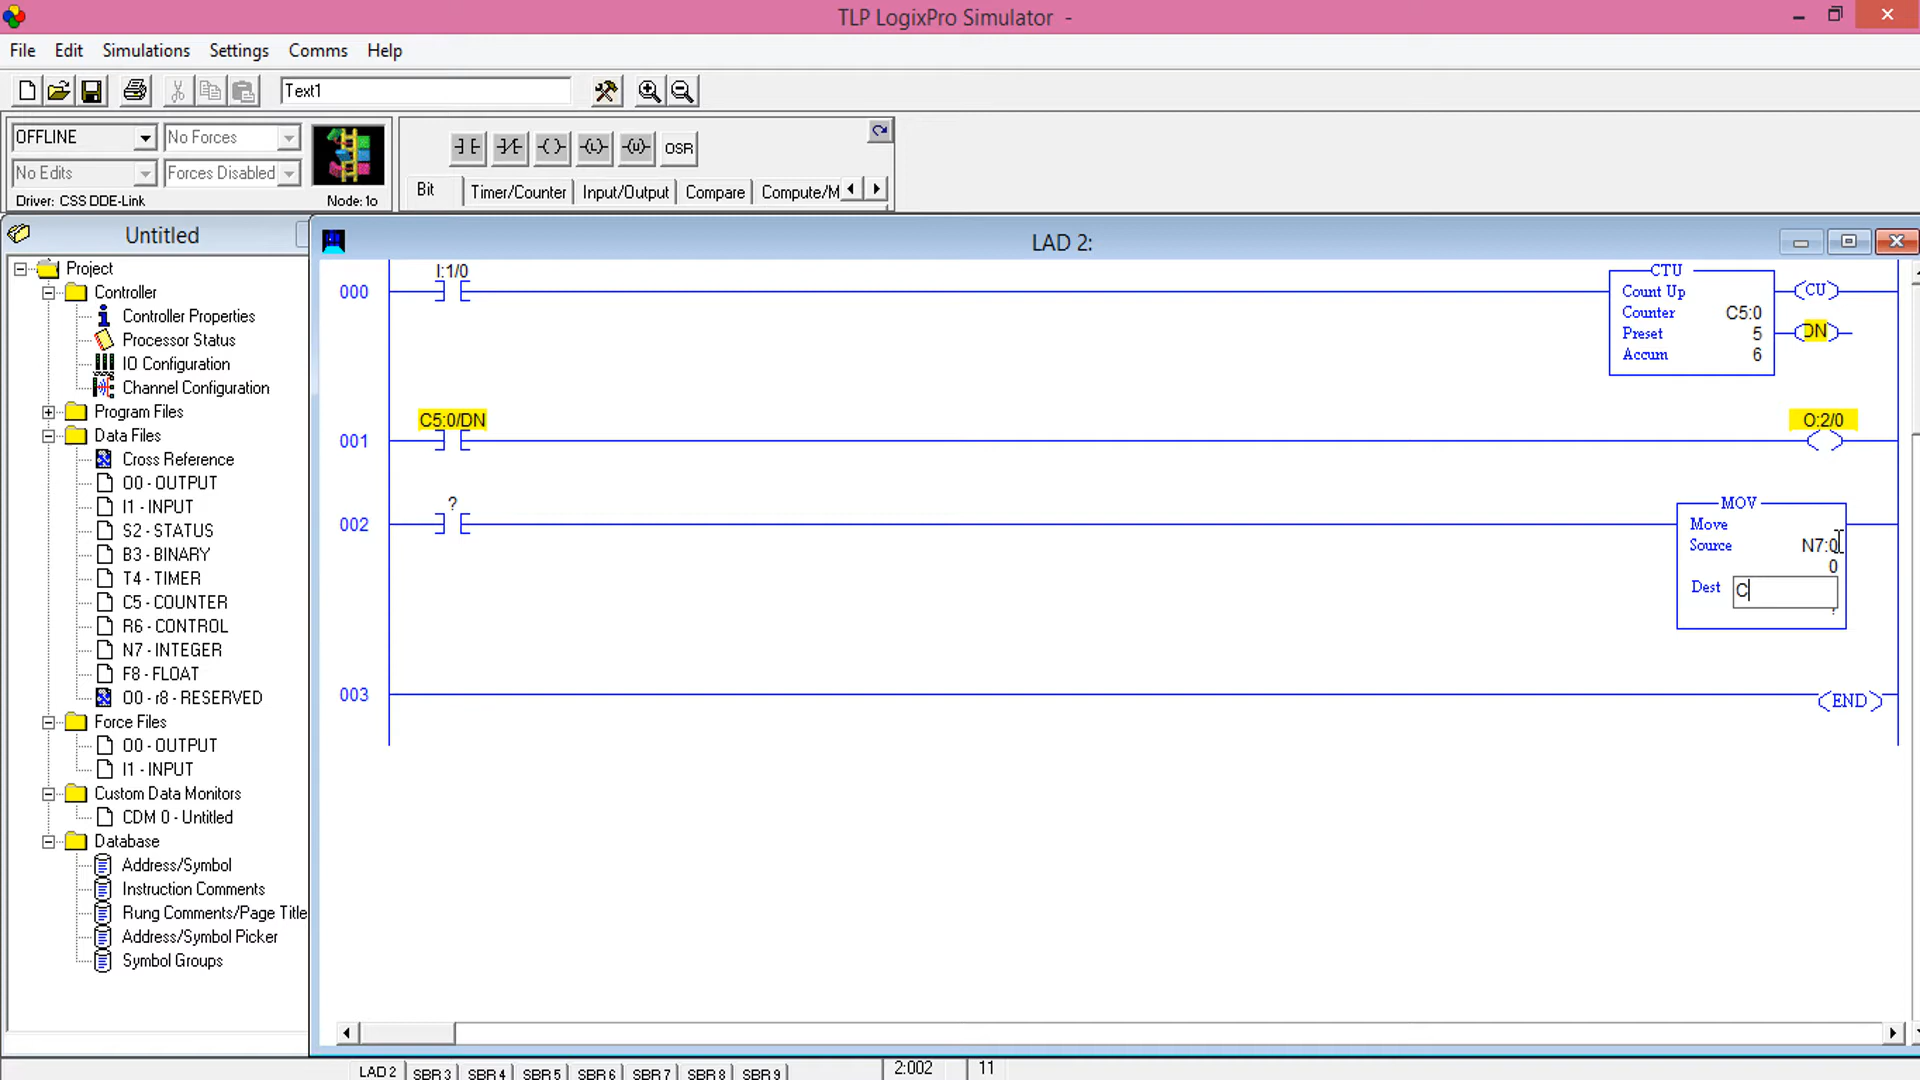 TLP LogixPro Simulator -
File Edit Simulations Settings Comms Help
Text1
OFFLINE No Forces
No Edits Forces Disabled
Driver: CSS DDE-Link Node: 1o
OSR
Bit Timer/Counter Input/Output Compare Compute/M
Untitled
Project
Controller
Controller Properties
Processor Status
IO Configuration
Channel Configuration
Program Files
Data Files
Cross Reference
O0 - OUTPUT
I1 - INPUT
S2 - STATUS
B3 - BINARY
T4 - TIMER
C5 - COUNTER
R6 - CONTROL
N7 - INTEGER
F8 - FLOAT
O0 - r8 - RESERVED
Force Files
O0 - OUTPUT
I1 - INPUT
Custom Data Monitors
CDM 0 - Untitled
Database
Address/Symbol
Instruction Comments
Rung Comments/Page Title
Address/Symbol Picker
Symbol Groups
LAD 2:
I:1/0
000
CTU
Count Up
Counter C5:0
Preset 5
Accum 6
CU
DN
C5:0/DN
001
O:2/0
?
002
MOV
Move
Source N7:0
0
Dest C
003
END
LAD 2 SBR 3 SBR 4 SBR 5 SBR 6 SBR 7 SBR 8 SBR 9
2:002 11